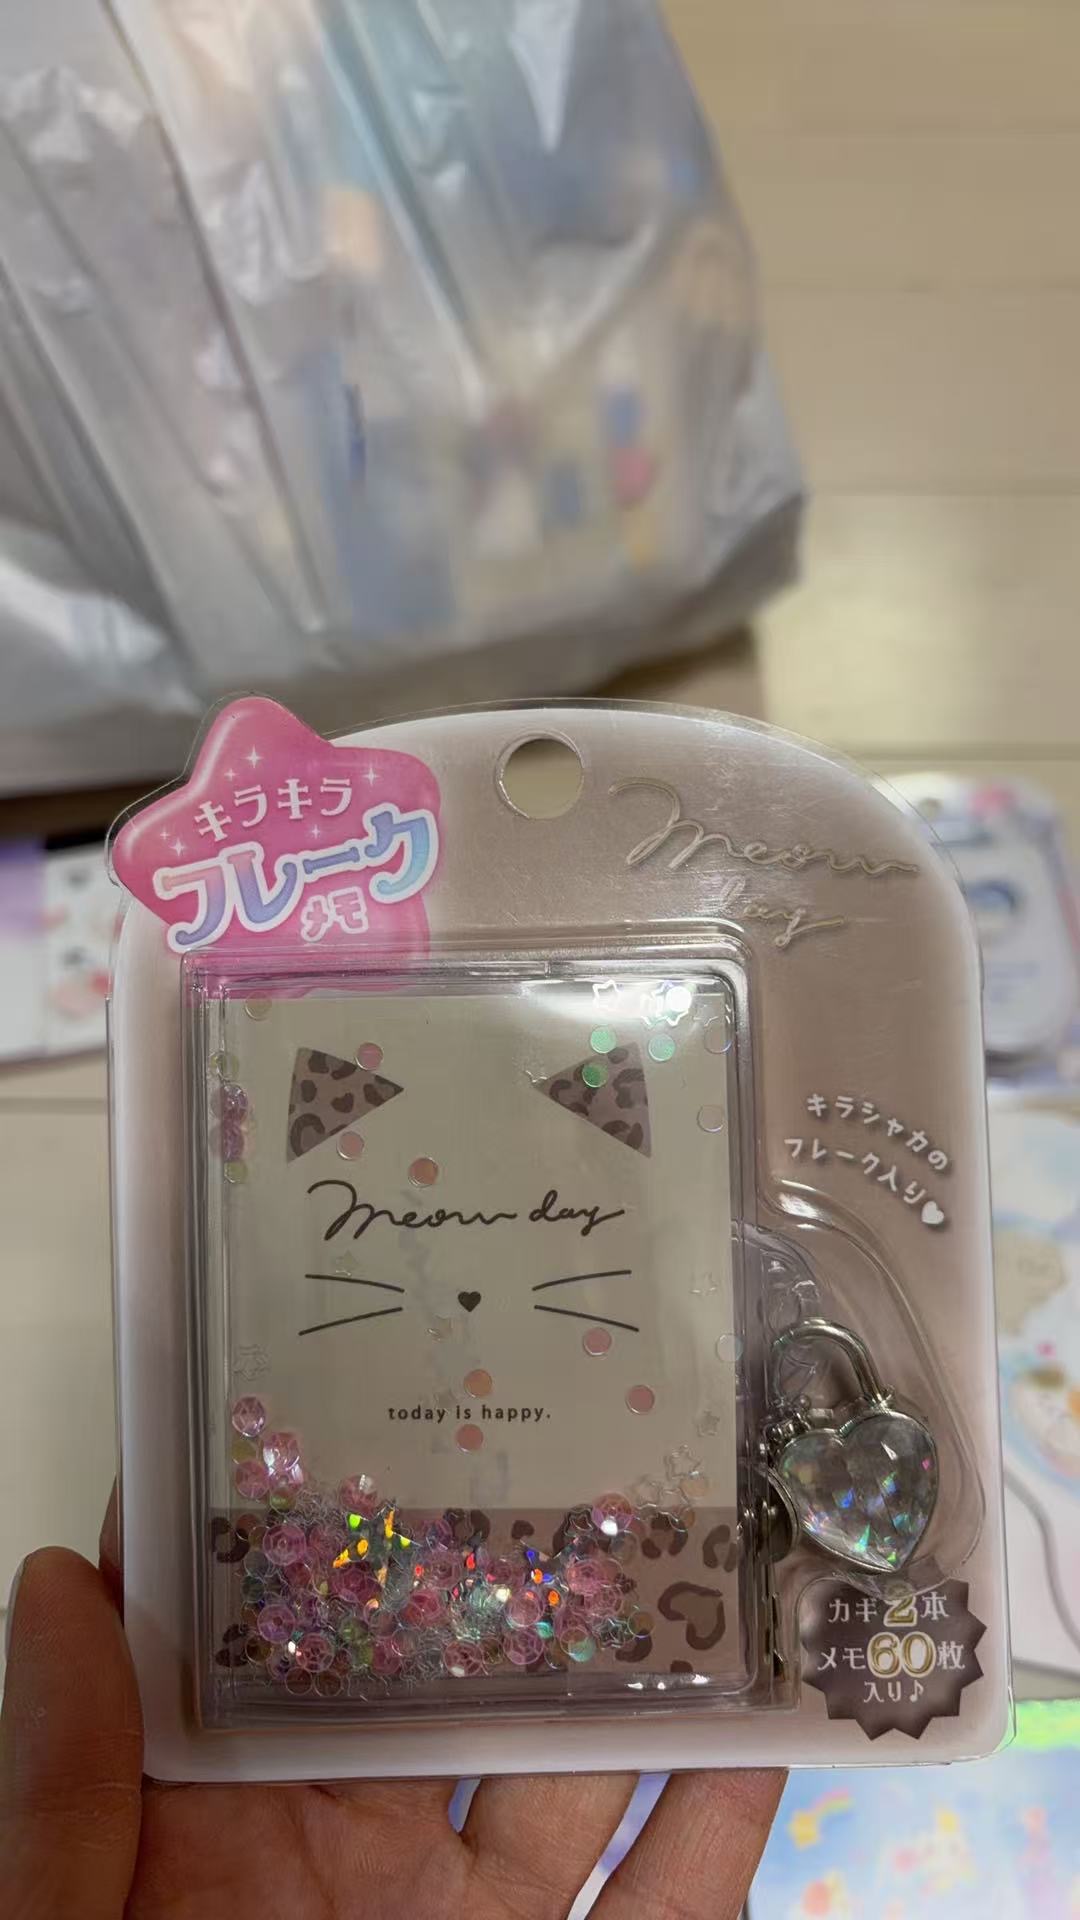 キラキラ
フレーク
メモ
Meow
day
キラシャカの
フレーク入り♥
Meow day
today is happy.
カギ2本
メモ60枚
入り♪